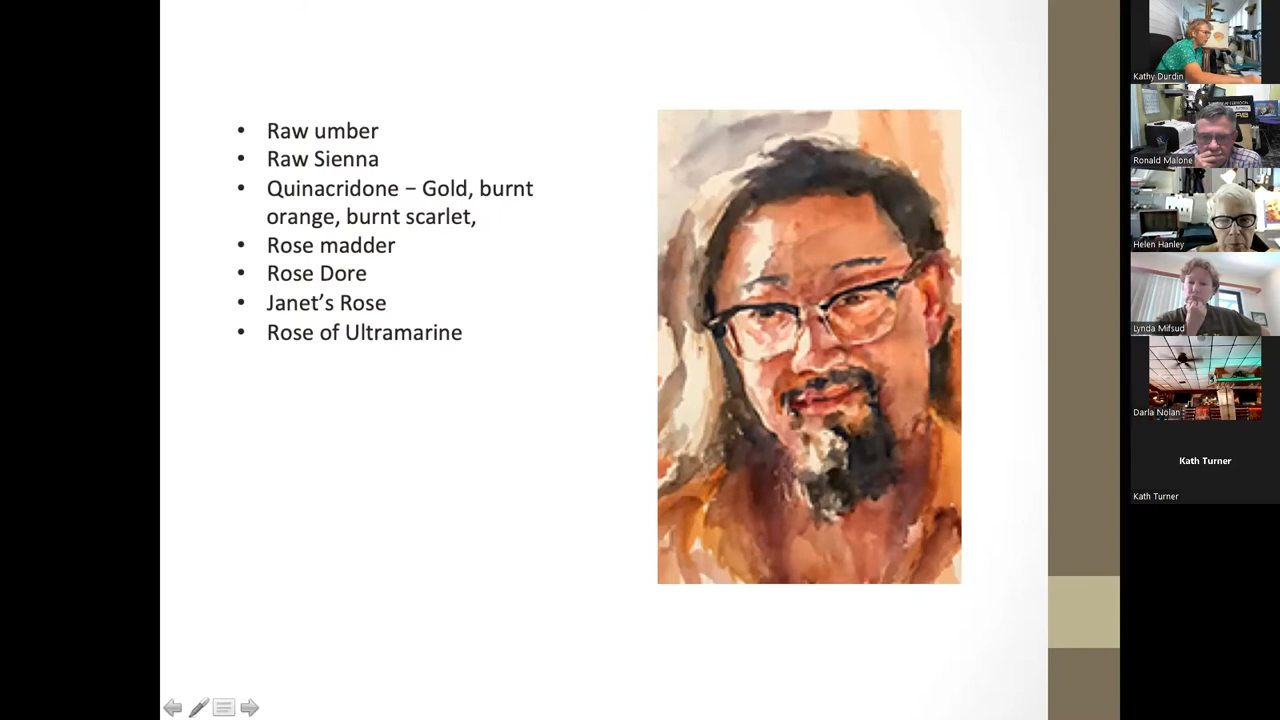 • Raw umber
• Raw Sienna
• Quinacridone – Gold, burnt
orange, burnt scarlet,
• Rose madder
• Rose Dore
• Janet’s Rose
• Rose of Ultramarine
Kathy Durdin
Ronald Malone
Helen Hanley
Lynda Mifsud
Darla Nolan
Kath Turner
Kath Turner